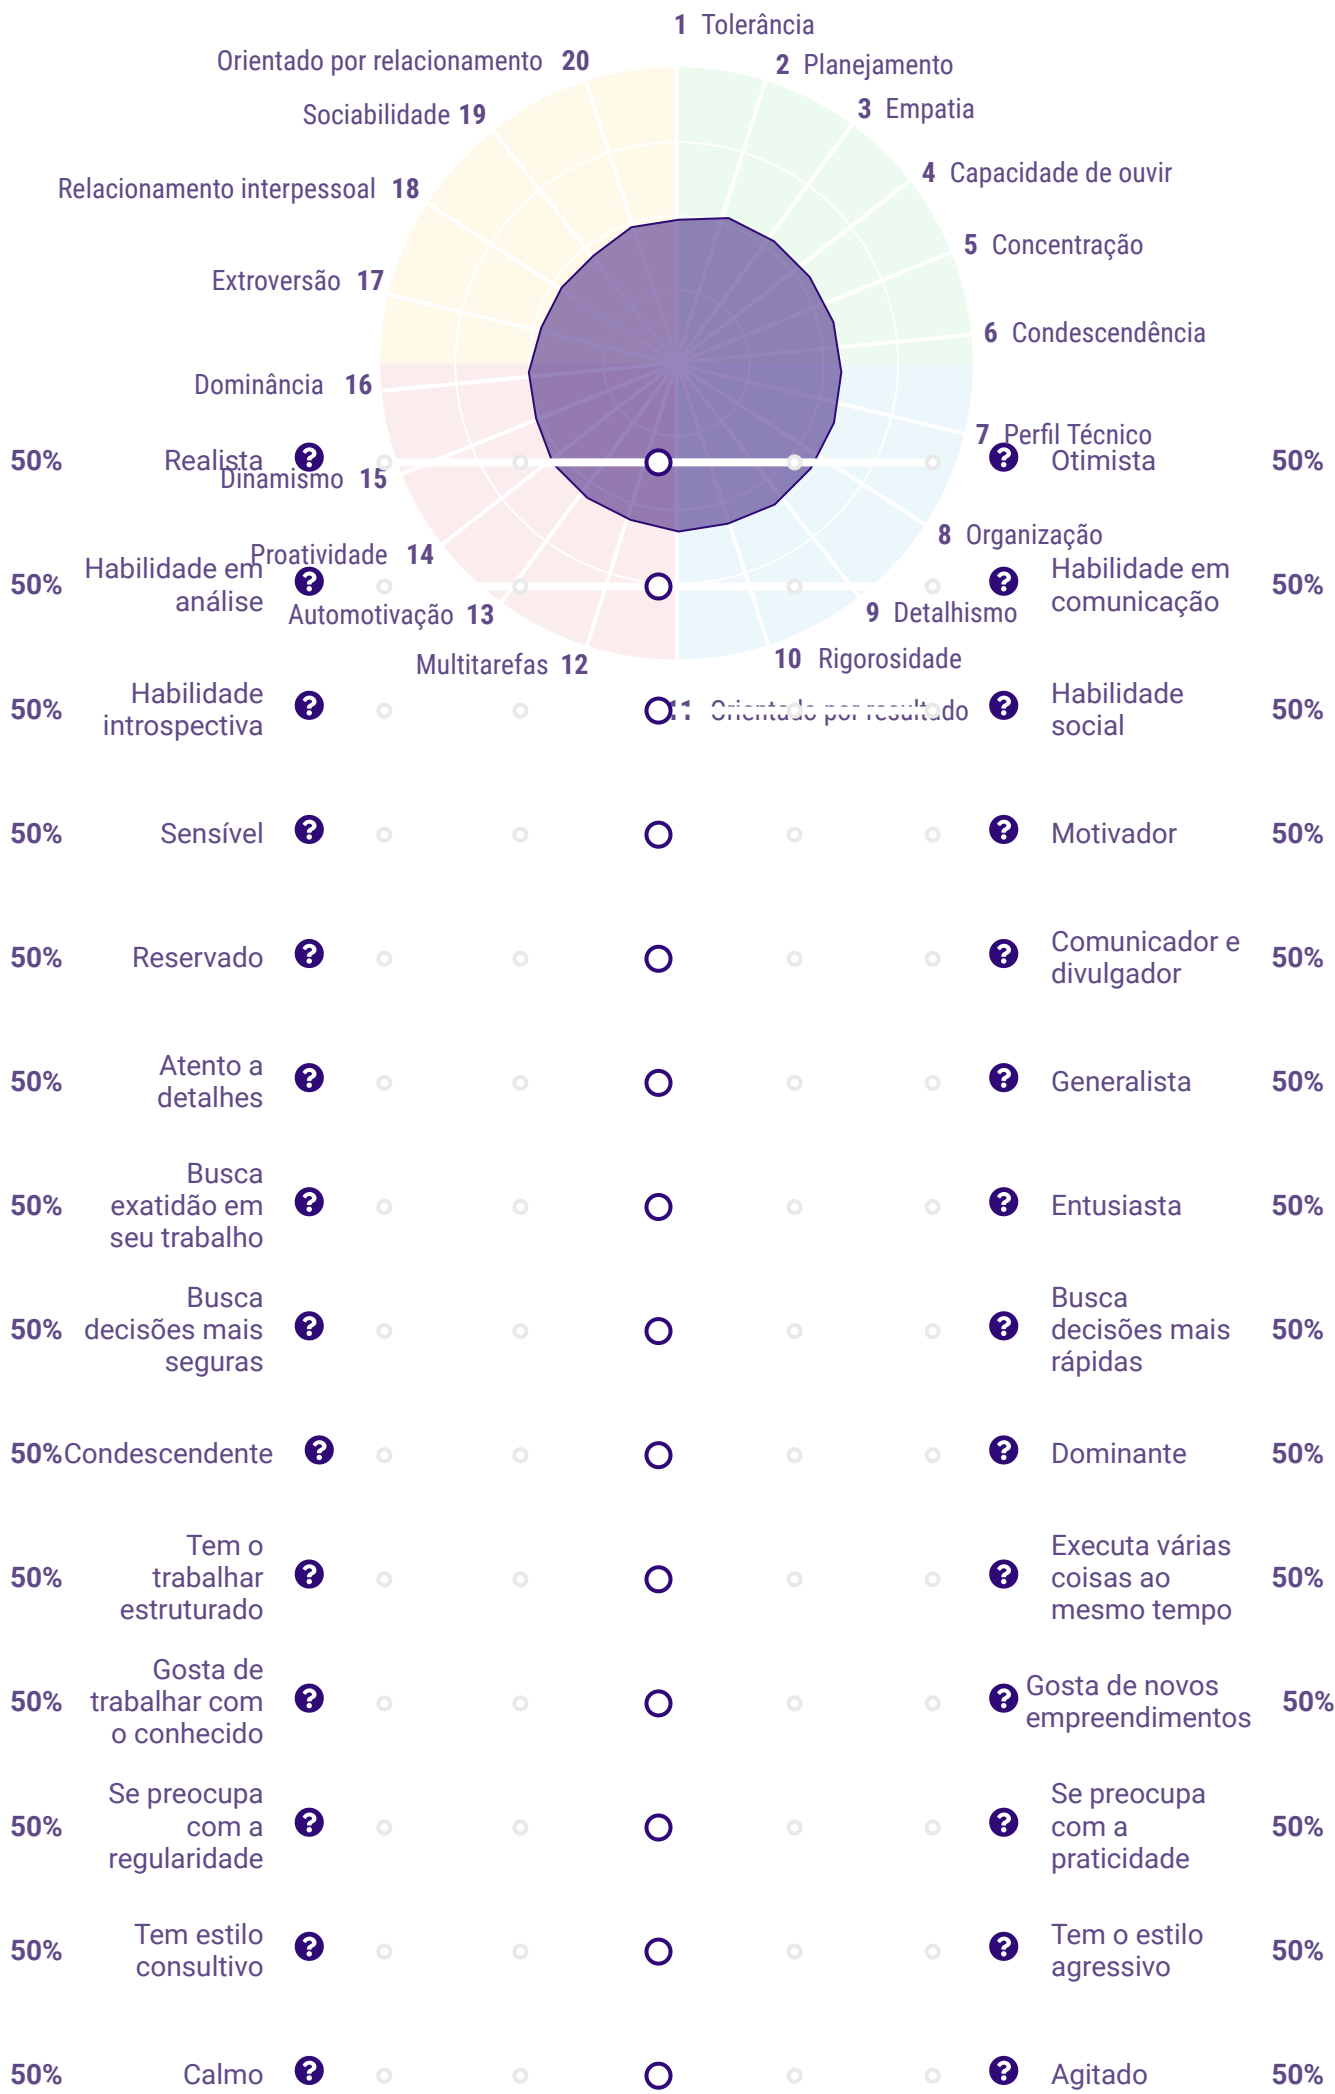 1 Tolerância
Orientado por relacionamento 20
2 Planejamento
Sociabilidade 19
3 Empatia
4 Capacidade de ouvir
Relacionamento interpessoal 18
5 Concentração
Extroversão 17
6 Condescendência
Dominância 16
7 Perfil Técnico
50% Realista ? ? Otimista 50%
Dinamismo 15
8 Organização
Proatividade 14
50% Habilidade em ? ? Habilidade em 50%
análise comunicação
9 Detalhismo
Automotivação 13
10 Rigorosidade
Multitarefas 12
50% Habilidade ? ? Habilidade 50%
introspectiva social
11 Orientado por resultado
50% Sensível ? ? Motivador 50%
50% Reservado ? ? Comunicador e 50%
divulgador
50% Atento a ? ? Generalista 50%
detalhes
Busca
50% exatidão em ? ? Entusiasta 50%
seu trabalho
Busca Busca
50% decisões mais ? ? decisões mais 50%
seguras rápidas
50% Condescendente ? ? Dominante 50%
Tem o Executa várias
50% trabalhar ? ? coisas ao 50%
estruturado mesmo tempo
Gosta de Gosta de novos
50% trabalhar com ? ? empreendimentos 50%
o conhecido
Se preocupa Se preocupa
50% com a ? ? com a 50%
regularidade praticidade
50% Tem estilo ? ? Tem o estilo 50%
consultivo agressivo
50% Calmo ? ? Agitado 50%